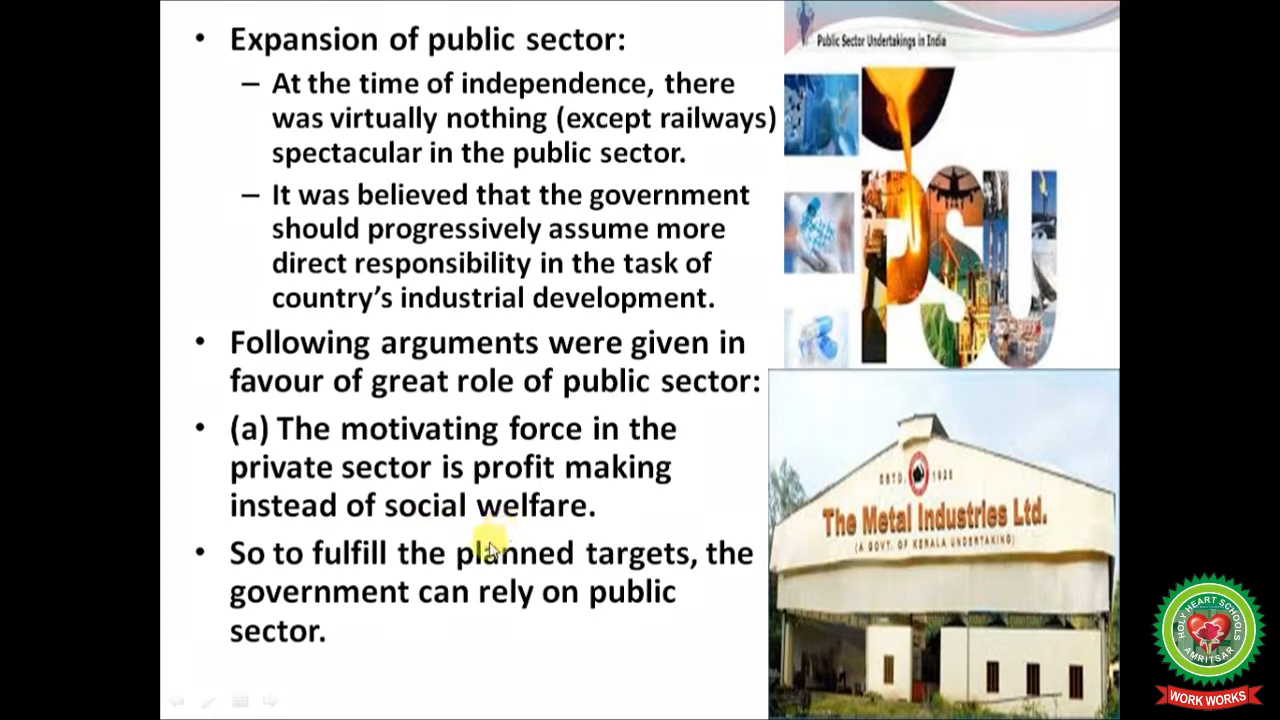 • Expansion of public sector:
– At the time of independence, there
was virtually nothing (except railways)
spectacular in the public sector.
– It was believed that the government
should progressively assume more
direct responsibility in the task of
country’s industrial development.
• Following arguments were given in
favour of great role of public sector:
• (a) The motivating force in the
private sector is profit making
instead of social welfare.
• So to fulfill the planned targets, the
government can rely on public
sector.
Public Sector Undertakings in India
PSU
ESTD. 1928
The Metal Industries Ltd.
(A GOVT. OF KERALA UNDERTAKING)
HOLY HEART SCHOOLS
AMRITSAR
WORK WORKS